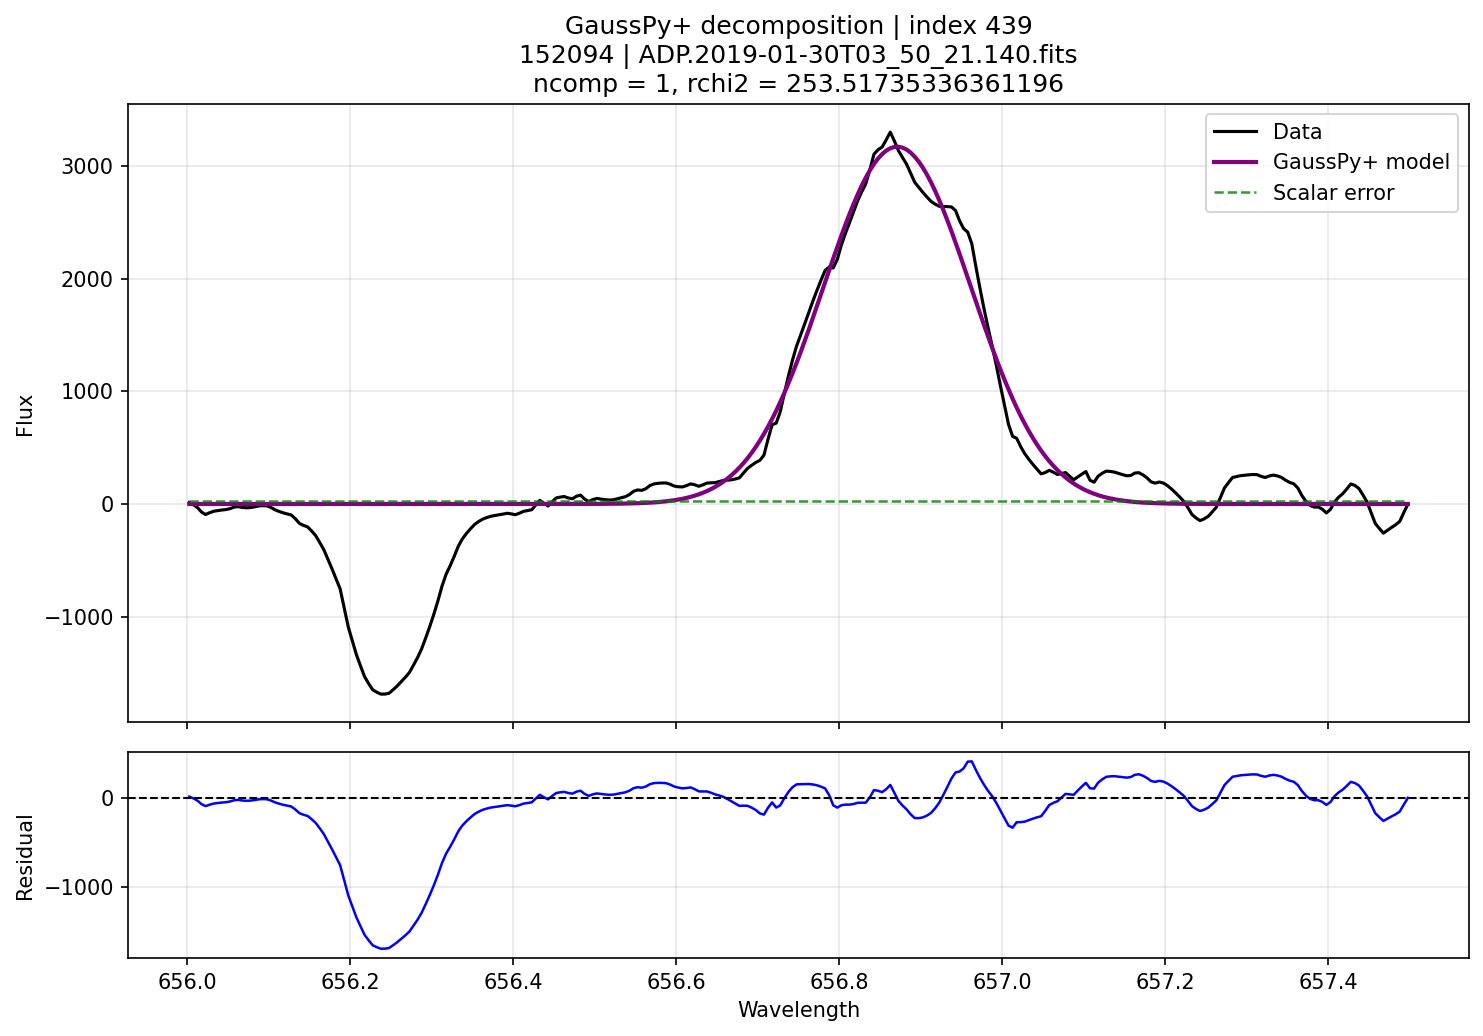 GaussPy+ decomposition | index 439
152094 | ADP.2019-01-30T03_50_21.140.fits
ncomp = 1, rchi2 = 253.51735336361196
Data
GaussPy+ model
Scalar error
Flux
3000
2000
1000
0
−1000
Residual
0
−1000
656.0 656.2 656.4 656.6 656.8 657.0 657.2 657.4
Wavelength